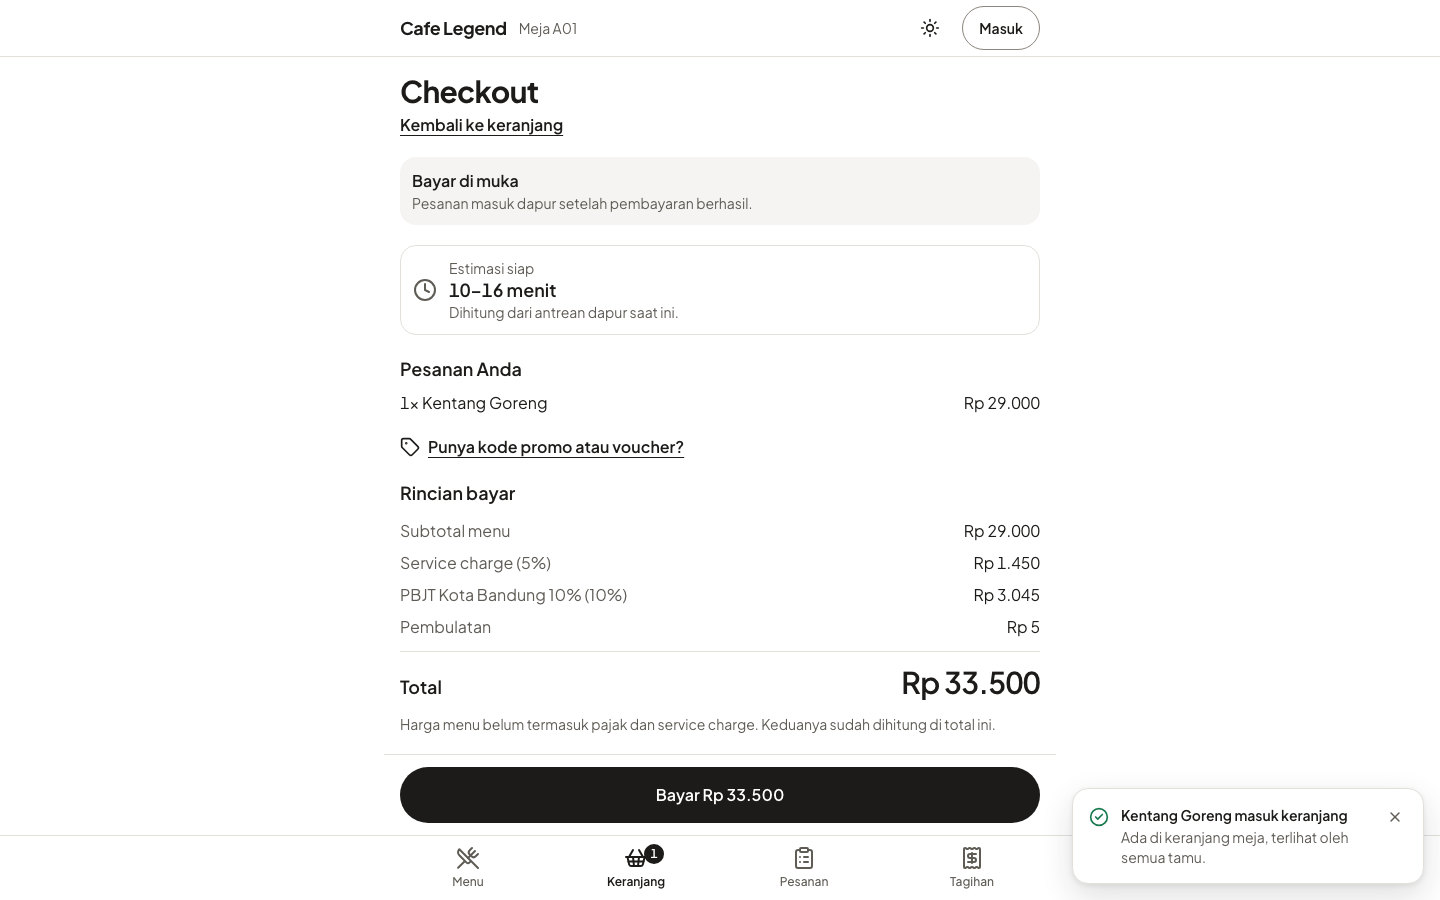 Cafe Legend Meja A01
Masuk
Checkout
Kembali ke keranjang
Bayar di muka
Pesanan masuk dapur setelah pembayaran berhasil.
Estimasi siap
10–16 menit
Dihitung dari antrean dapur saat ini.
Pesanan Anda
1× Kentang Goreng Rp 29.000
Punya kode promo atau voucher?
Rincian bayar
Subtotal menu Rp 29.000
Service charge (5%) Rp 1.450
PBJT Kota Bandung 10% (10%) Rp 3.045
Pembulatan Rp 5
Total Rp 33.500
Harga menu belum termasuk pajak dan service charge. Keduanya sudah dihitung di total ini.
Bayar Rp 33.500
Kentang Goreng masuk keranjang
Ada di keranjang meja, terlihat oleh
semua tamu.
1
Menu
Keranjang
Pesanan
Tagihan